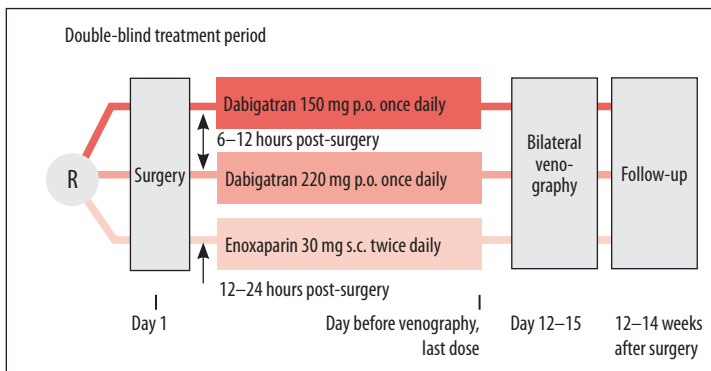 Double-blind treatment period
Dabigatran 150 mg p.o. once daily
6–12 hours post-surgery
R
Surgery
Dabigatran 220 mg p.o. once daily
Enoxaparin 30 mg s.c. twice daily
12–24 hours post-surgery
Bilateral
veno-
graphy
Follow-up
Day 1
Day before venography,
last dose
Day 12–15
12–14 weeks
after surgery